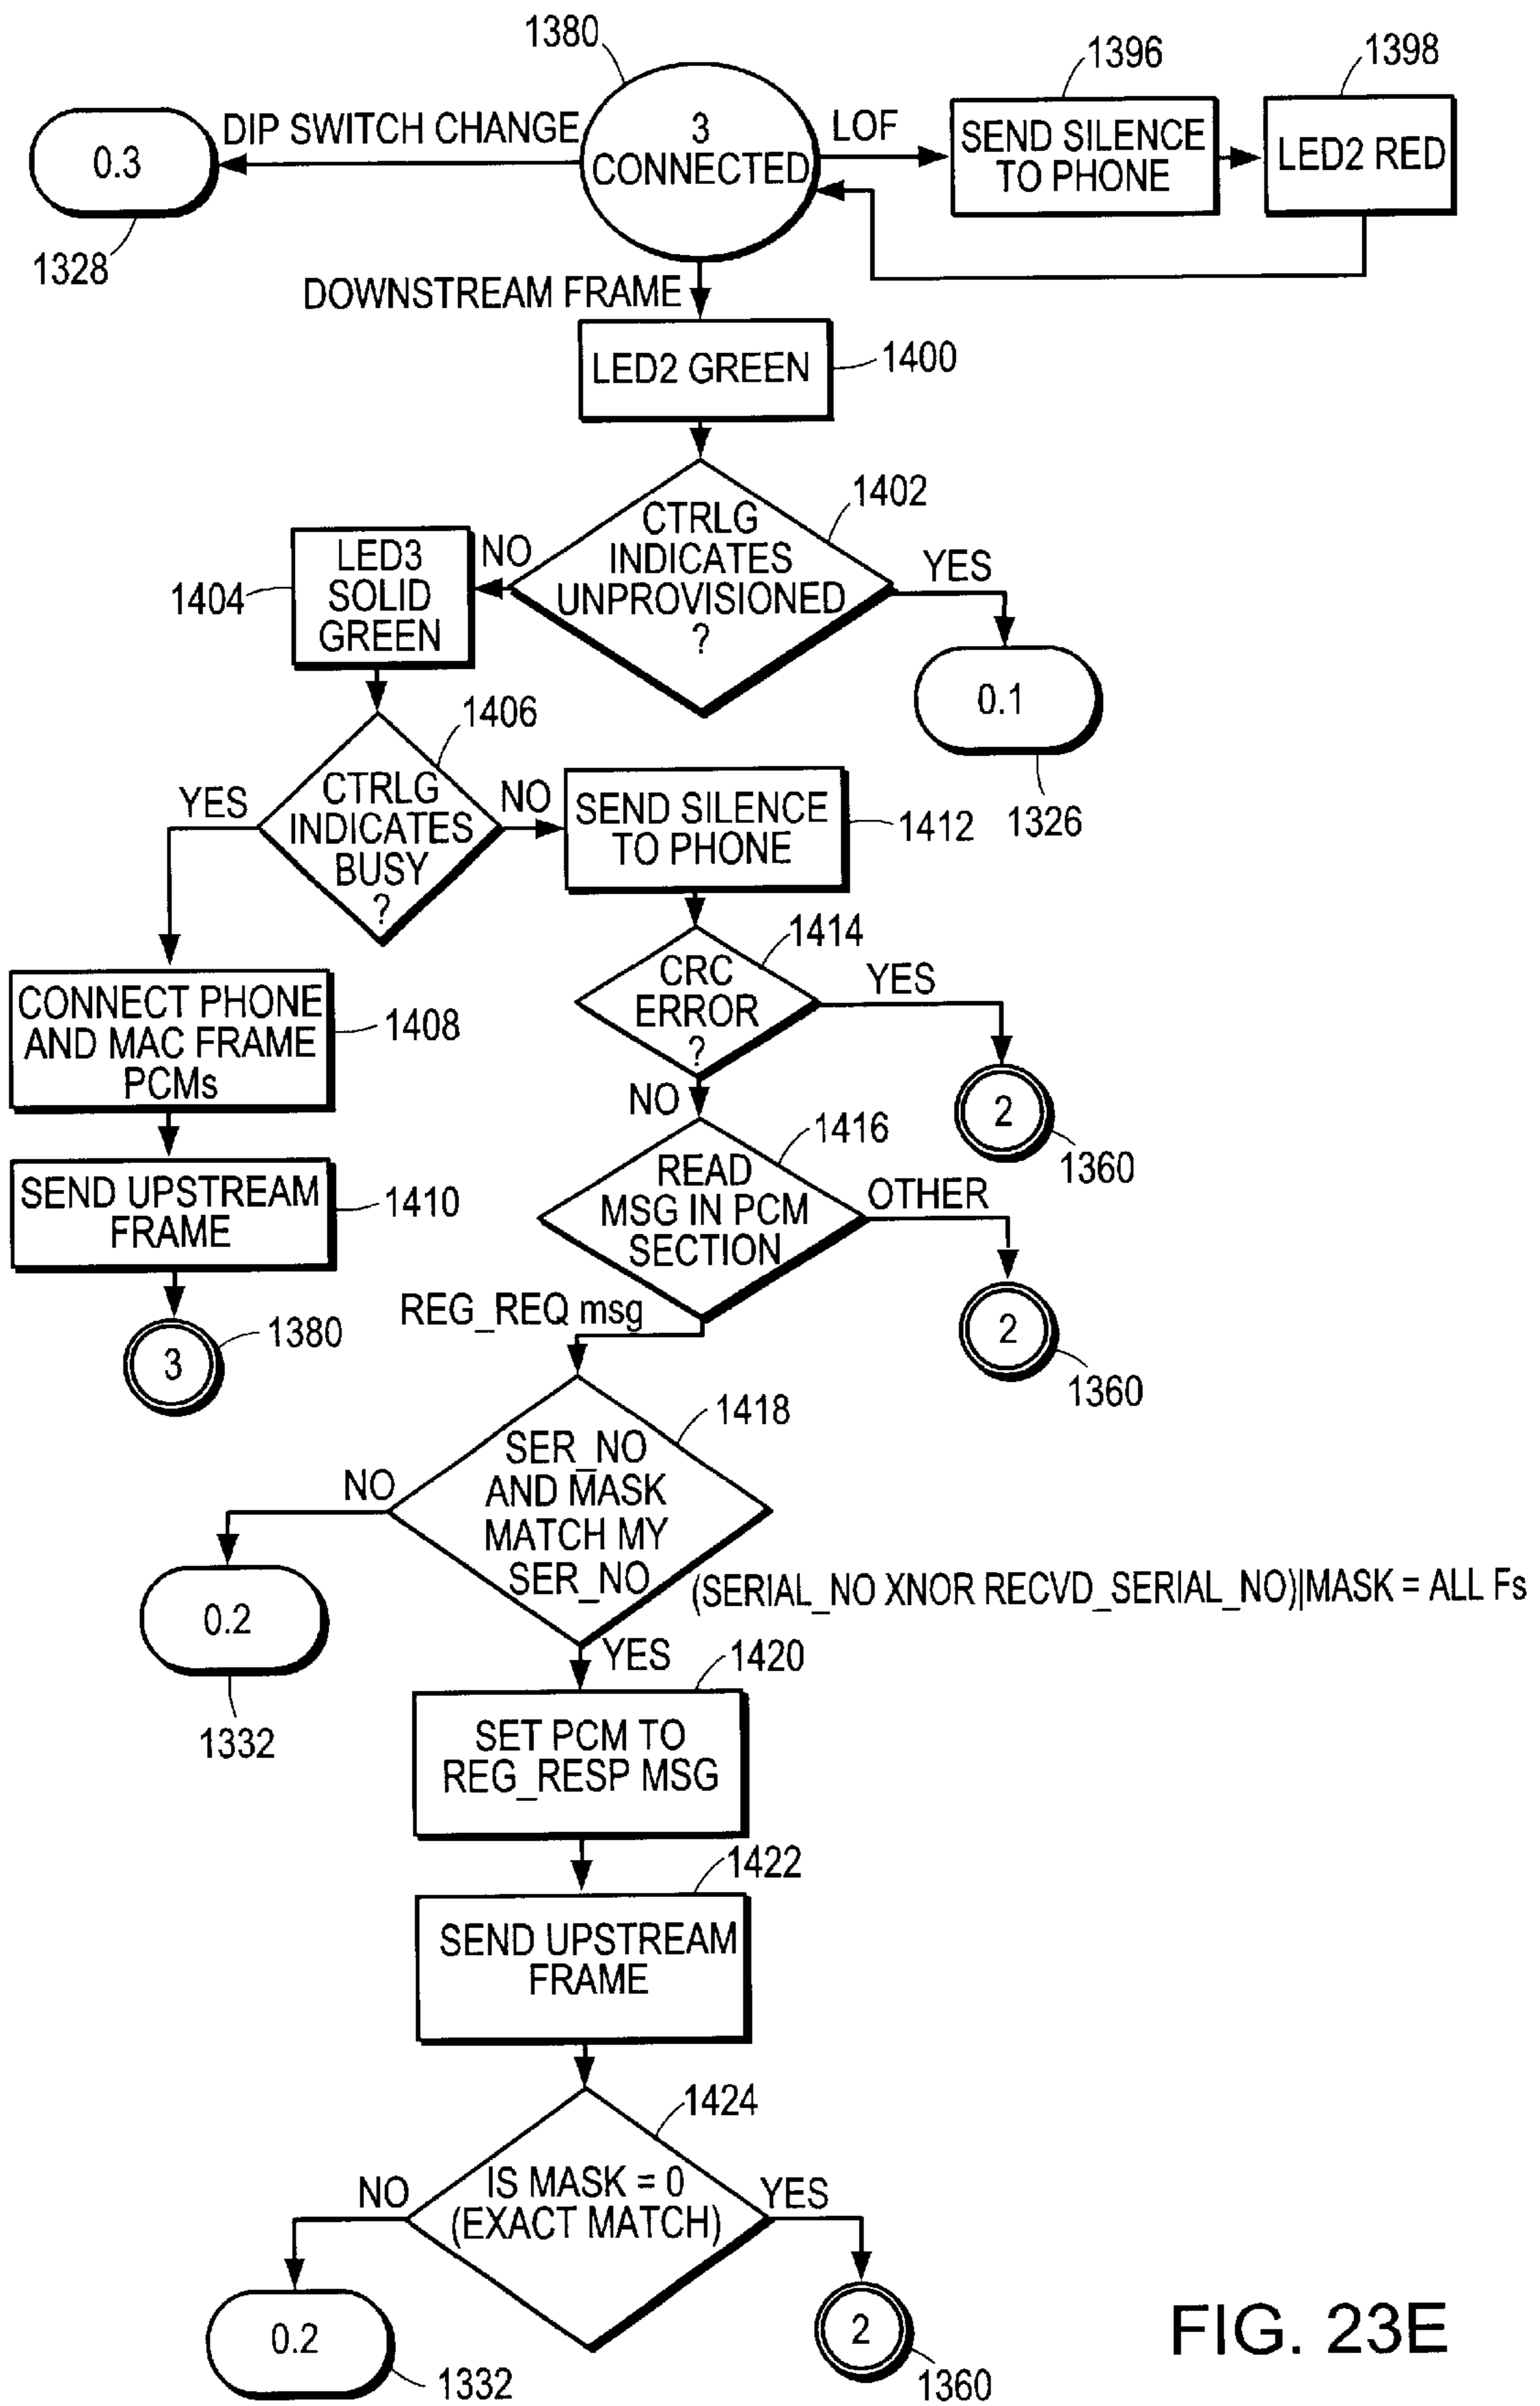 1380
1396
1398
DIP SWITCH CHANGE
0.3
1328
3
CONNECTED
LOF
SEND SILENCE
TO PHONE
LED2 RED
DOWNSTREAM FRAME
LED2 GREEN
1400
1402
CTRLG
INDICATES
UNPROVISIONED
?
NO
YES
LED3
SOLID
GREEN
1404
0.1
1326
1406
CTRLG
INDICATES
BUSY
?
YES
NO
SEND SILENCE
TO PHONE
1412
CONNECT PHONE
AND MAC FRAME
PCMs
1408
1414
CRC
ERROR
?
YES
NO
2
1360
SEND UPSTREAM
FRAME
1410
1416
READ
MSG IN PCM
SECTION
OTHER
2
1360
REG_REQ msg
3
1380
1418
SER_NO
AND MASK
MATCH MY
SER_NO
NO
0.2
1332
(SERIAL_NO XNOR RECVD_SERIAL_NO)|MASK = ALL Fs
YES
1420
SET PCM TO
REG_RESP MSG
1422
SEND UPSTREAM
FRAME
1424
IS MASK = 0
(EXACT MATCH)
NO
YES
0.2
1332
2
1360
FIG. 23E